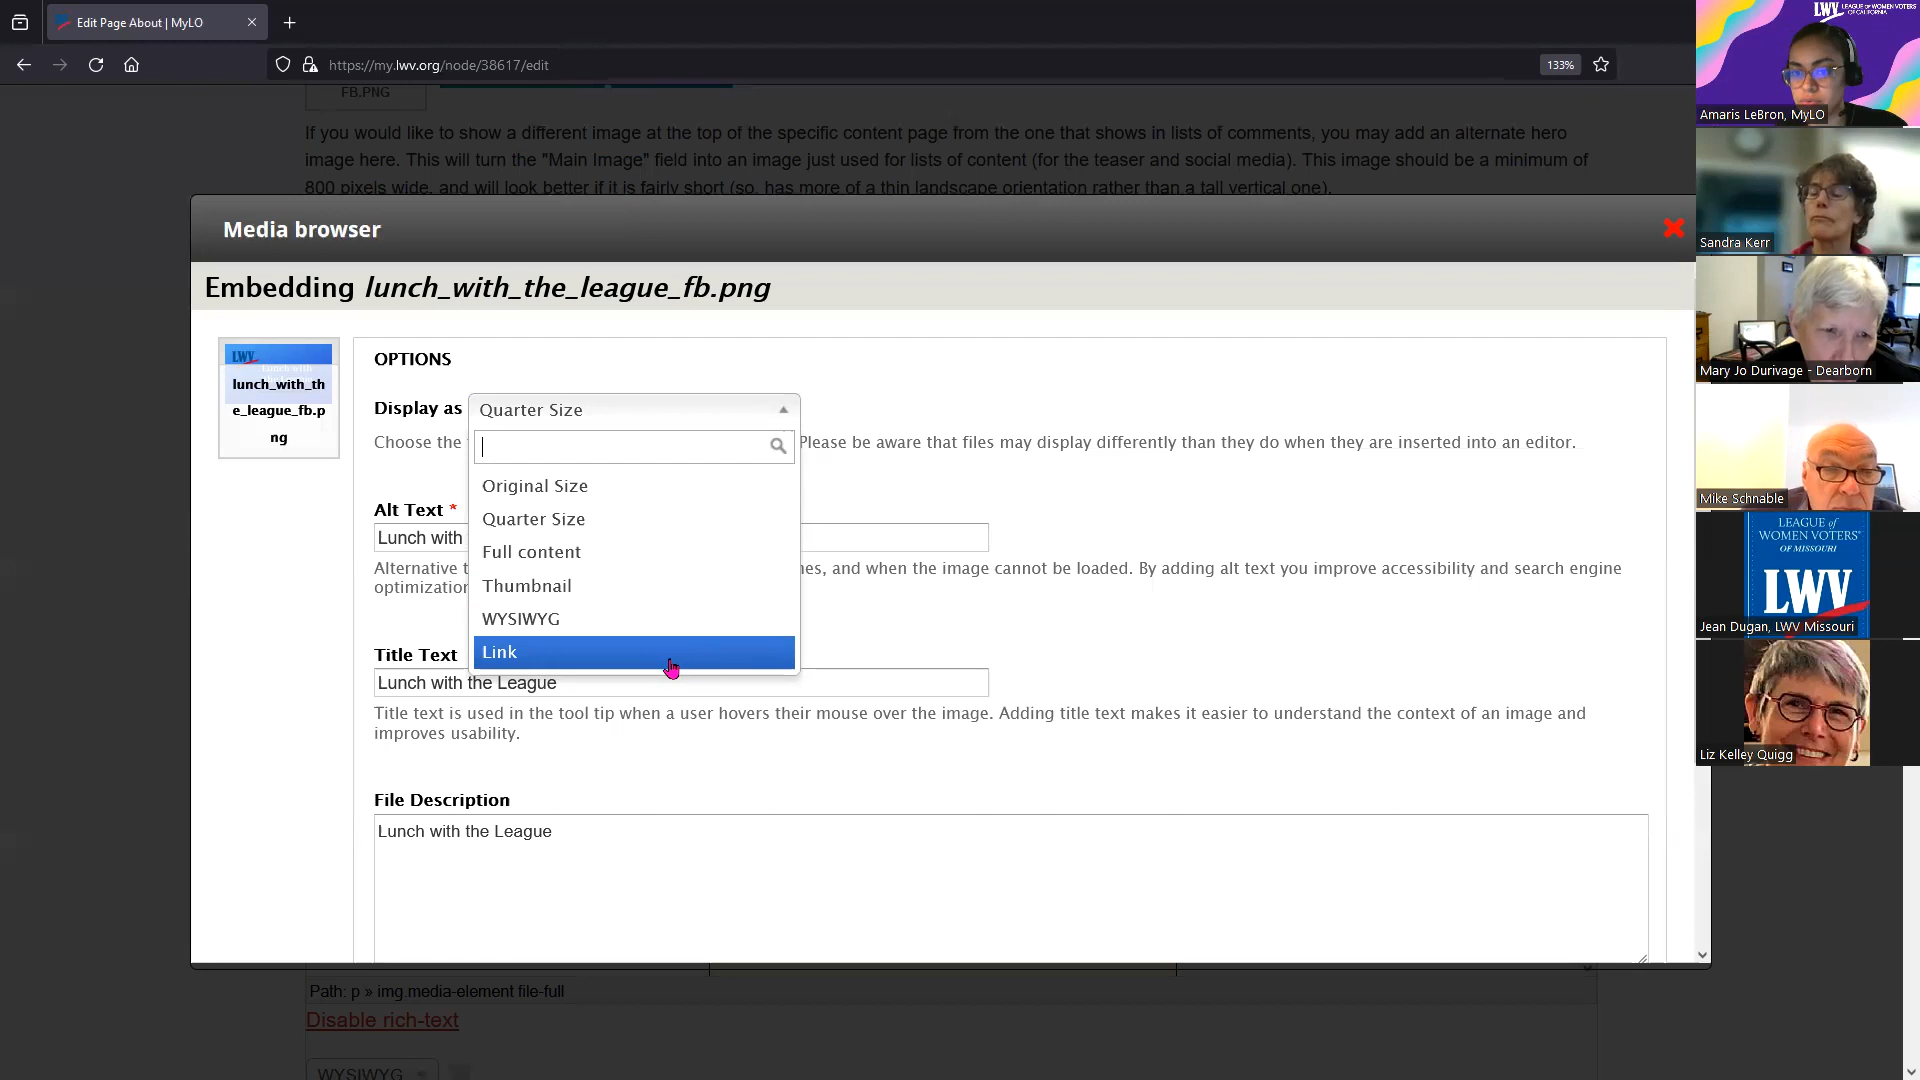 Edit Page About | MyLO
https://my.lwv.org/node/38617/edit
133%
FB.PNG
If you would like to show a different image at the top of the specific content page from the one that shows in lists of comments, you may add an alternate hero
image here. This will turn the "Main Image" field into an image just used for lists of content (for the teaser and social media). This image should be a minimum of
800 pixels wide, and will look better if it is fairly short (so, has more of a thin landscape orientation rather than a tall vertical one).
Media browser
Embedding lunch_with_the_league_fb.png
LWV
Lunch with
lunch_with_th
e_league_fb.p
ng
OPTIONS
Display as
Quarter Size
Choose the
Please be aware that files may display differently than they do when they are inserted into an editor.
Original Size
Quarter Size
Full content
Thumbnail
WYSIWYG
Link
Alt Text *
Lunch with
Alternative
and when the image cannot be loaded. By adding alt text you improve accessibility and search engine
optimization
Title Text
Lunch with the League
Title text is used in the tool tip when a user hovers their mouse over the image. Adding title text makes it easier to understand the context of an image and
improves usability.
File Description
Lunch with the League
Path: p » img.media-element file-full
Disable rich-text
WYSIWYG
LWV LEAGUE OF WOMEN VOTERS
OF CALIFORNIA
Amaris LeBron, MyLO
Sandra Kerr
Mary Jo Durivage - Dearborn
Mike Schnable
LEAGUE of
WOMEN VOTERS
OF MISSOURI
LWV
Jean Dugan, LWV Missouri
Liz Kelley Quigg